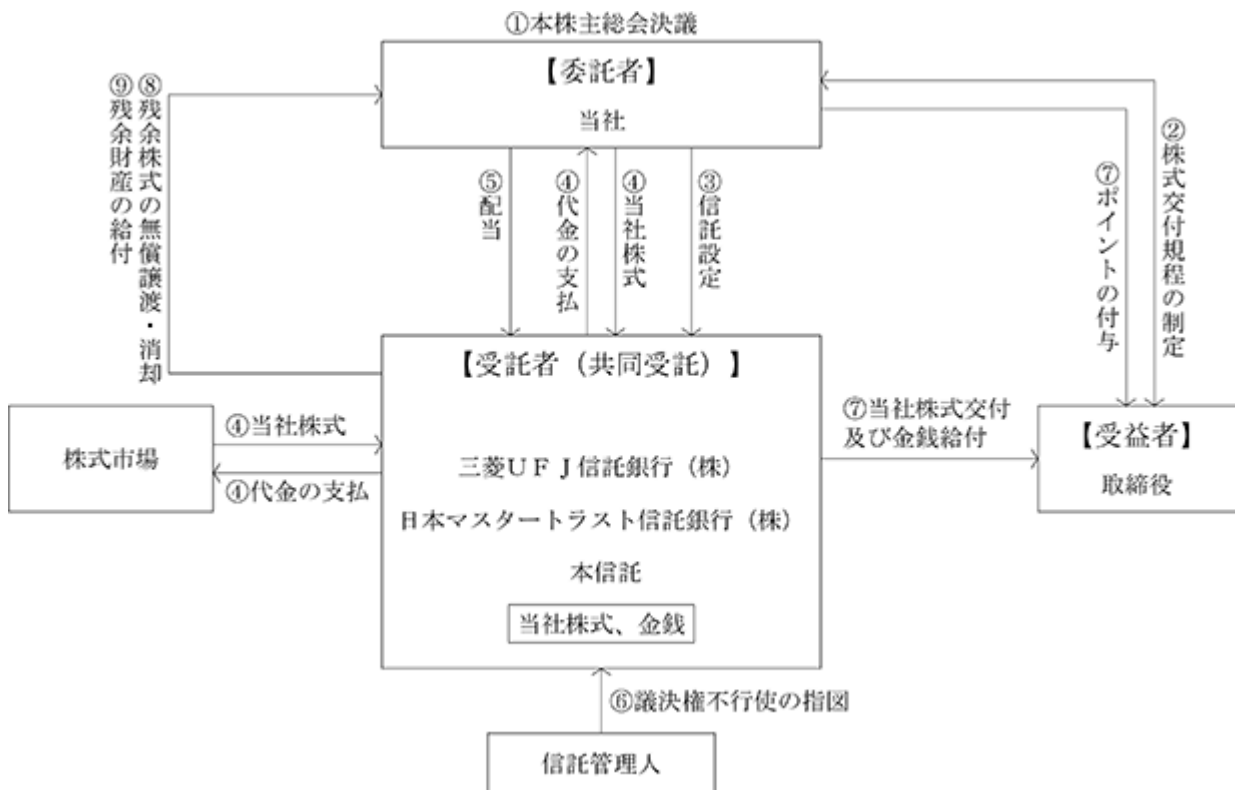 ①本株主総会決議
【委託者】
当社
⑧残余株式の無償譲渡・消却
⑨残余財産の給付
⑤配当
④代金の支払
④当社株式
③信託設定
②株式交付規程の制定
⑦ポイントの付与
【受託者（共同受託）】
三菱ＵＦＪ信託銀行（株）
日本マスタートラスト信託銀行（株）
本信託
当社株式、金銭
株式市場
④当社株式
④代金の支払
⑦当社株式交付
及び金銭給付
【受益者】
取締役
⑥議決権不行使の指図
信託管理人